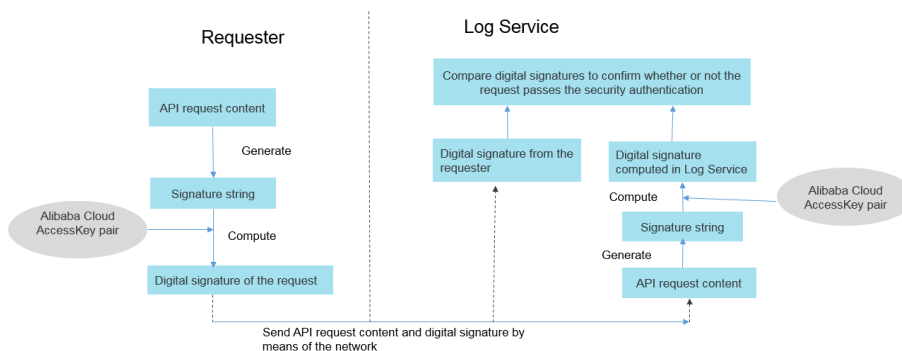 Requester
Log Service
API request content
Generate
Signature string
Alibaba Cloud
AccessKey pair
Compute
Digital signature of the request
Compare digital signatures to confirm whether or not the
request passes the security authentication
Digital signature from the
requester
Digital signature
computed in Log Service
Compute
Alibaba Cloud
AccessKey pair
Signature string
Generate
API request content
Send API request content and digital signature by
means of the network